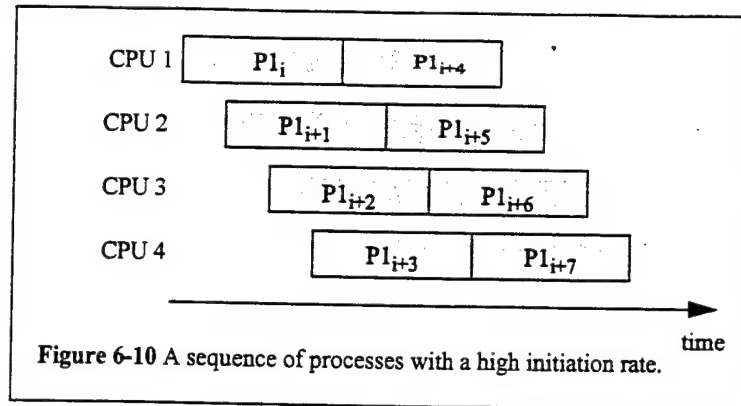 CPU 1 P1i P1i+4
CPU 2 P1i+1 P1i+5
CPU 3 P1i+2 P1i+6
CPU 4 P1i+3 P1i+7
time
Figure 6-10 A sequence of processes with a high initiation rate.